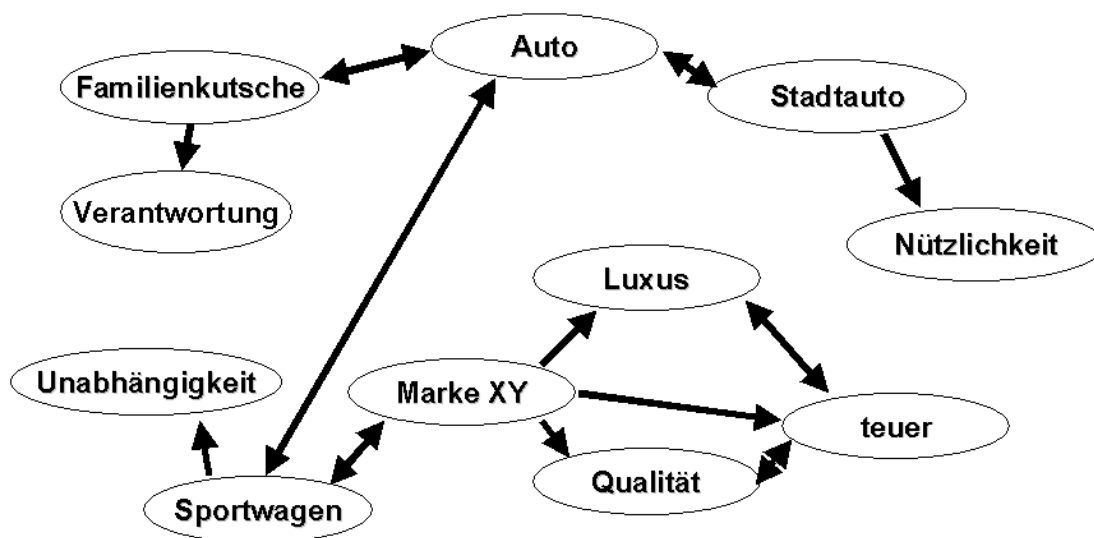 Auto
Familienkutsche
Stadtauto
Verantwortung
Nützlichkeit
Luxus
Unabhängigkeit
Marke XY
teuer
Qualität
Sportwagen